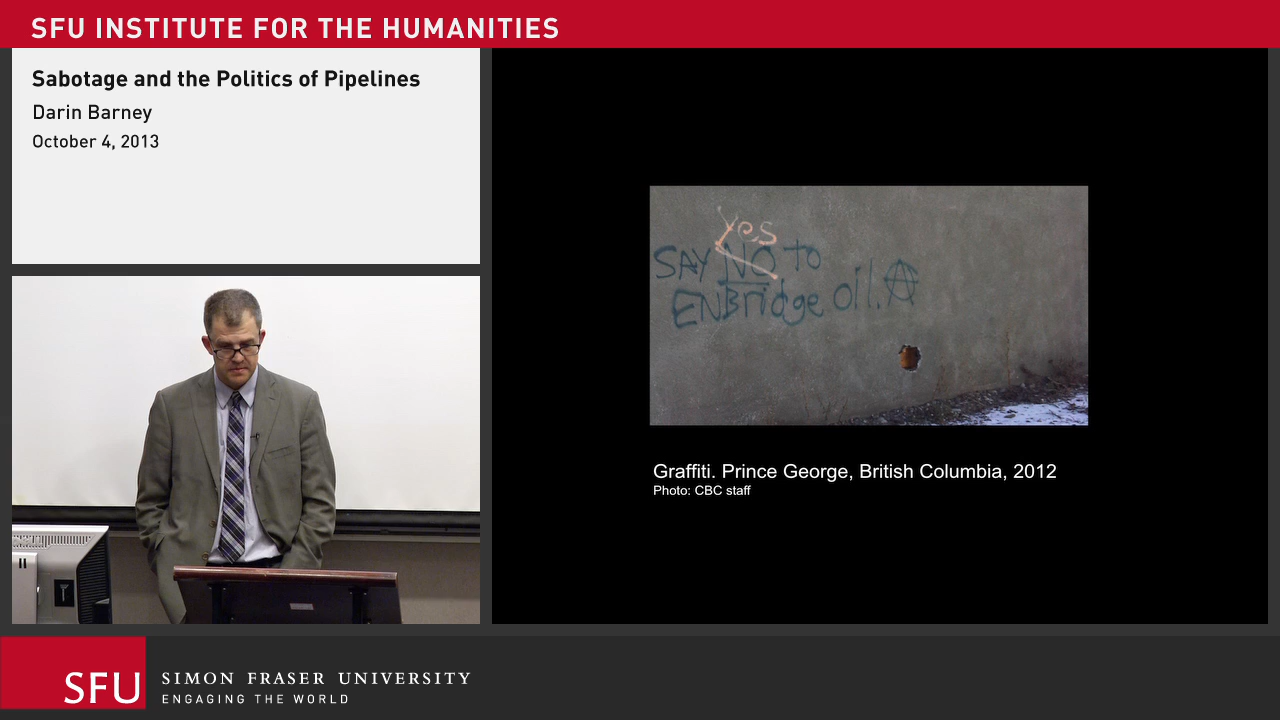 SFU INSTITUTE FOR THE HUMANITIES
Sabotage and the Politics of Pipelines
Darin Barney
October 4, 2013
yes
SAY NO to
ENBridge oil.
Graffiti. Prince George, British Columbia, 2012
Photo: CBC staff
SFU
SIMON FRASER UNIVERSITY
ENGAGING THE WORLD